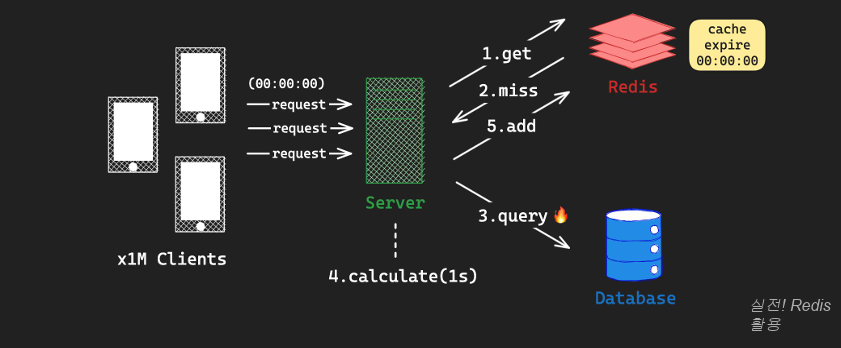 (00:00:00)
request
request
request
x1M Clients
Server
4.calculate(1s)
1.get
2.miss
5.add
3.query
Redis
cache
expire
00:00:00
Database
실전! Redis
활용